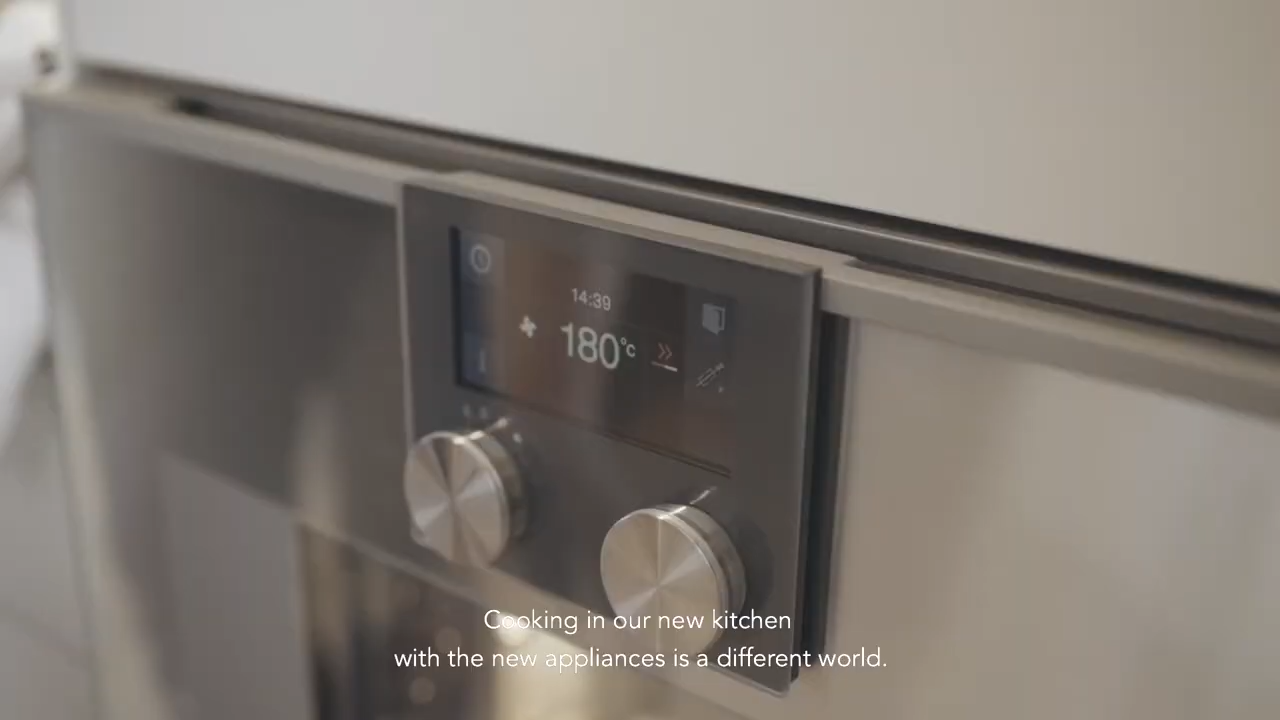 14:39
180°c
i
Cooking in our new kitchen
with the new appliances is a different world.